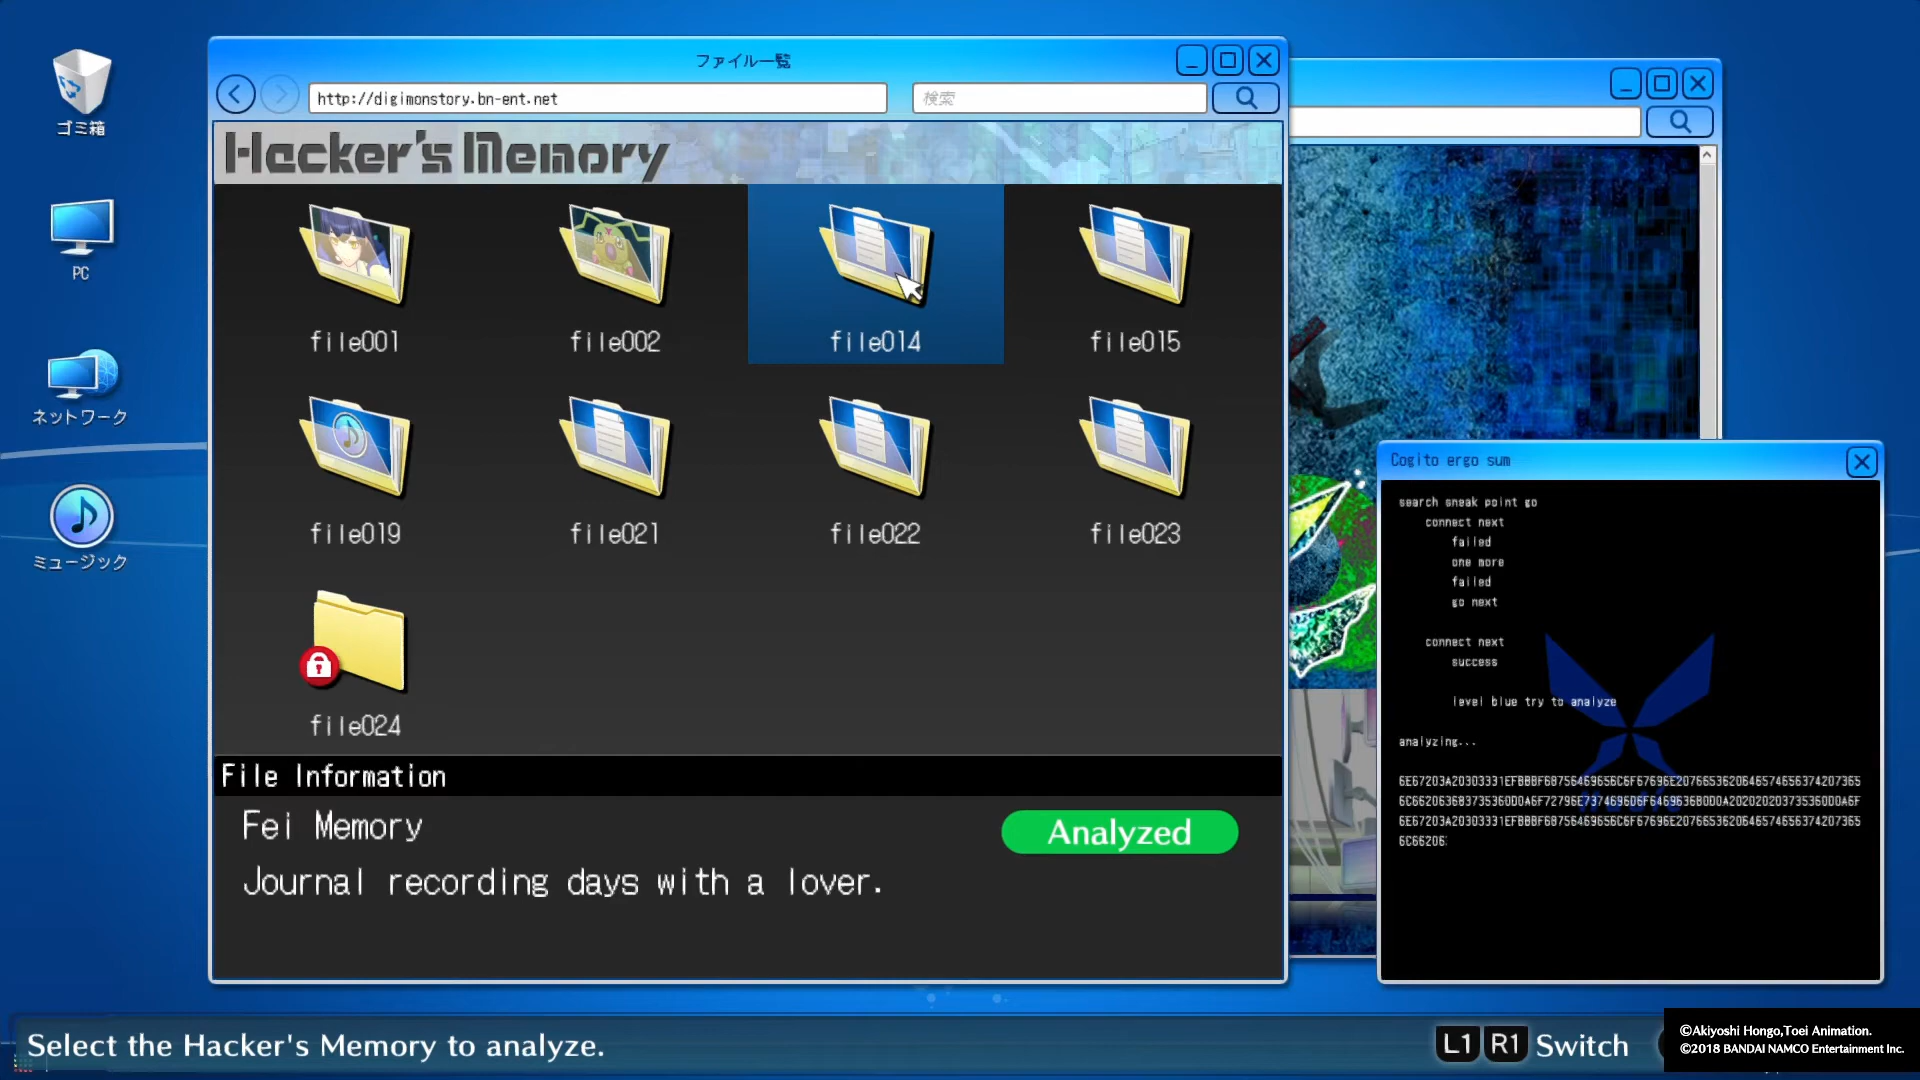 ゴミ箱
PC
ネットワーク
ミュージック
ファイル一覧
http://digimonstory.bn-ent.net
検索
Hacker's Memory
file001
file002
file014
file015
file019
file021
file022
file023
file024
File Information
Fei Memory
Analyzed
Journal recording days with a lover.
Cogito ergo sum
search sneak point go
connect next
failed
one more
failed
go next
connect next
success
level blue try to analyze
analyzing...
6C66206
Select the Hacker's Memory to analyze.
L1 R1 Switch
©Akiyoshi Hongo,Toei Animation.
©2018 BANDAI NAMCO Entertainment Inc.